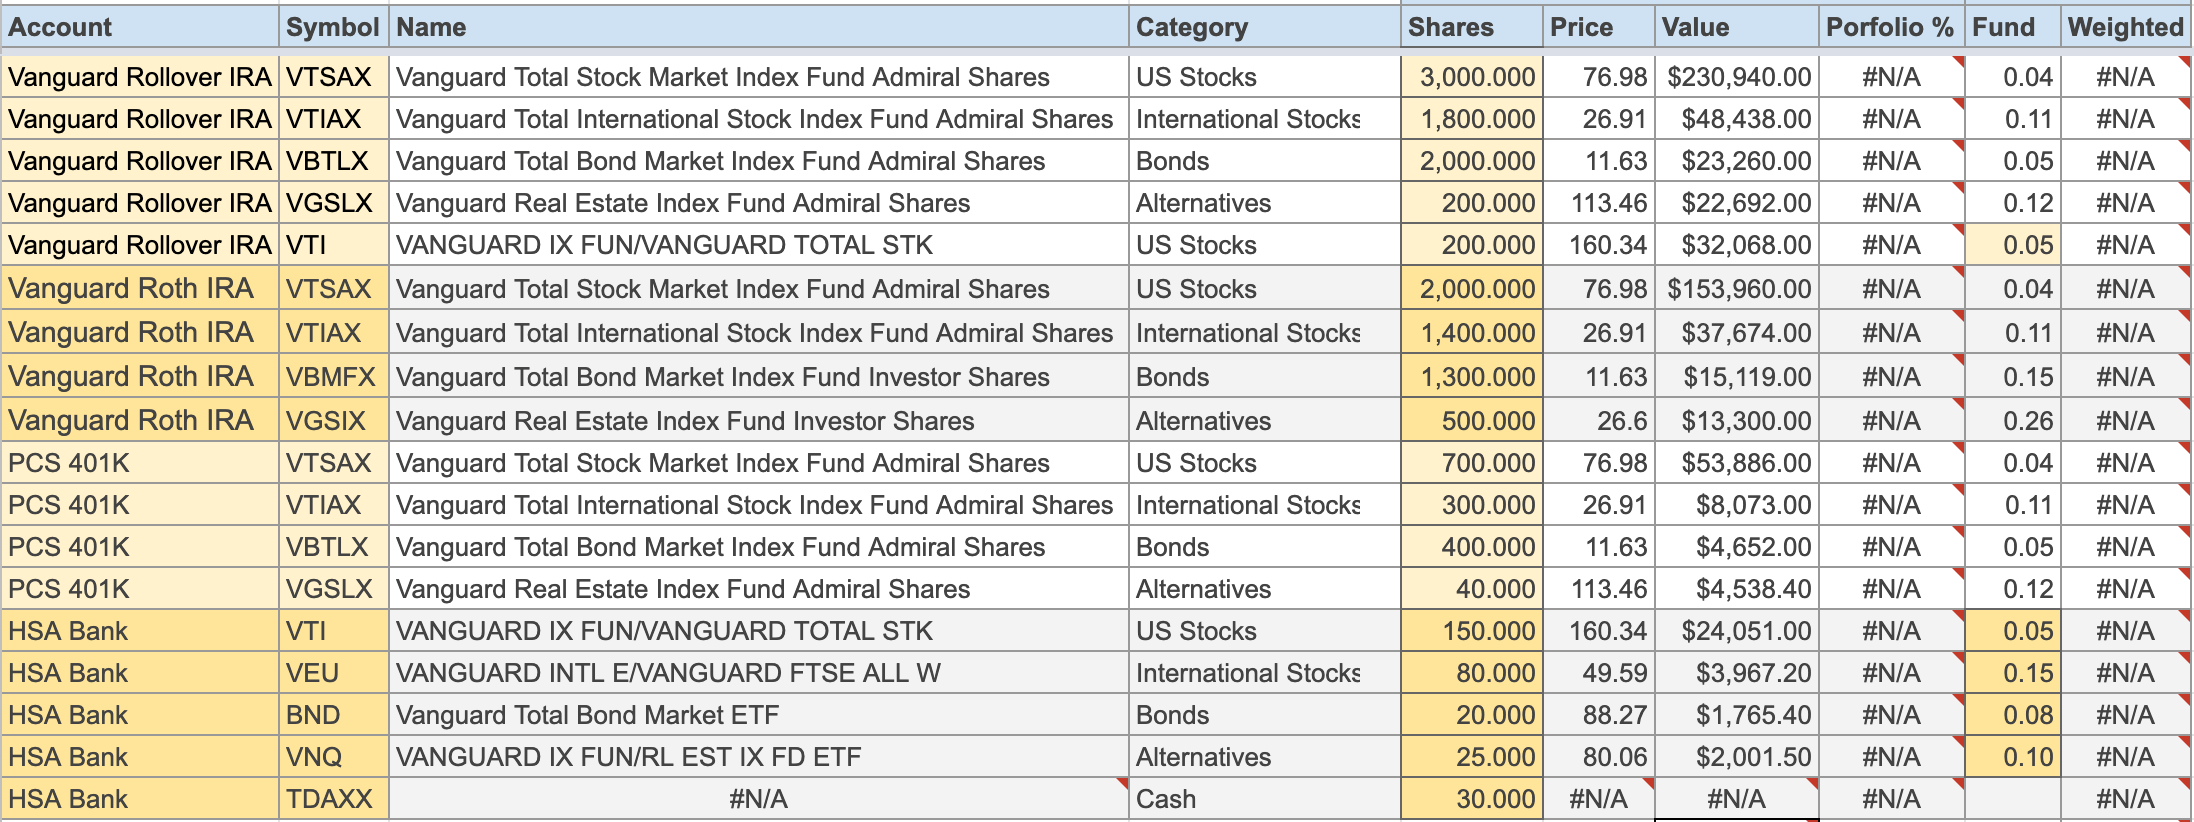 Account Symbol Name Category Shares Price Value Porfolio % Fund Weighted
Vanguard Rollover IRA VTSAX Vanguard Total Stock Market Index Fund Admiral Shares US Stocks 3,000.000 76.98 $230,940.00 #N/A 0.04 #N/A
Vanguard Rollover IRA VTIAX Vanguard Total International Stock Index Fund Admiral Shares International Stocks 1,800.000 26.91 $48,438.00 #N/A 0.11 #N/A
Vanguard Rollover IRA VBTLX Vanguard Total Bond Market Index Fund Admiral Shares Bonds 2,000.000 11.63 $23,260.00 #N/A 0.05 #N/A
Vanguard Rollover IRA VGSLX Vanguard Real Estate Index Fund Admiral Shares Alternatives 200.000 113.46 $22,692.00 #N/A 0.12 #N/A
Vanguard Rollover IRA VTI VANGUARD IX FUN/VANGUARD TOTAL STK US Stocks 200.000 160.34 $32,068.00 #N/A 0.05 #N/A
Vanguard Roth IRA VTSAX Vanguard Total Stock Market Index Fund Admiral Shares US Stocks 2,000.000 76.98 $153,960.00 #N/A 0.04 #N/A
Vanguard Roth IRA VTIAX Vanguard Total International Stock Index Fund Admiral Shares International Stocks 1,400.000 26.91 $37,674.00 #N/A 0.11 #N/A
Vanguard Roth IRA VBMFX Vanguard Total Bond Market Index Fund Investor Shares Bonds 1,300.000 11.63 $15,119.00 #N/A 0.15 #N/A
Vanguard Roth IRA VGSIX Vanguard Real Estate Index Fund Investor Shares Alternatives 500.000 26.6 $13,300.00 #N/A 0.26 #N/A
PCS 401K VTSAX Vanguard Total Stock Market Index Fund Admiral Shares US Stocks 700.000 76.98 $53,886.00 #N/A 0.04 #N/A
PCS 401K VTIAX Vanguard Total International Stock Index Fund Admiral Shares International Stocks 300.000 26.91 $8,073.00 #N/A 0.11 #N/A
PCS 401K VBTLX Vanguard Total Bond Market Index Fund Admiral Shares Bonds 400.000 11.63 $4,652.00 #N/A 0.05 #N/A
PCS 401K VGSLX Vanguard Real Estate Index Fund Admiral Shares Alternatives 40.000 113.46 $4,538.40 #N/A 0.12 #N/A
HSA Bank VTI VANGUARD IX FUN/VANGUARD TOTAL STK US Stocks 150.000 160.34 $24,051.00 #N/A 0.05 #N/A
HSA Bank VEU VANGUARD INTL E/VANGUARD FTSE ALL W International Stocks 80.000 49.59 $3,967.20 #N/A 0.15 #N/A
HSA Bank BND Vanguard Total Bond Market ETF Bonds 20.000 88.27 $1,765.40 #N/A 0.08 #N/A
HSA Bank VNQ VANGUARD IX FUN/RL EST IX FD ETF Alternatives 25.000 80.06 $2,001.50 #N/A 0.10 #N/A
HSA Bank TDAXX #N/A Cash 30.000 #N/A #N/A #N/A #N/A